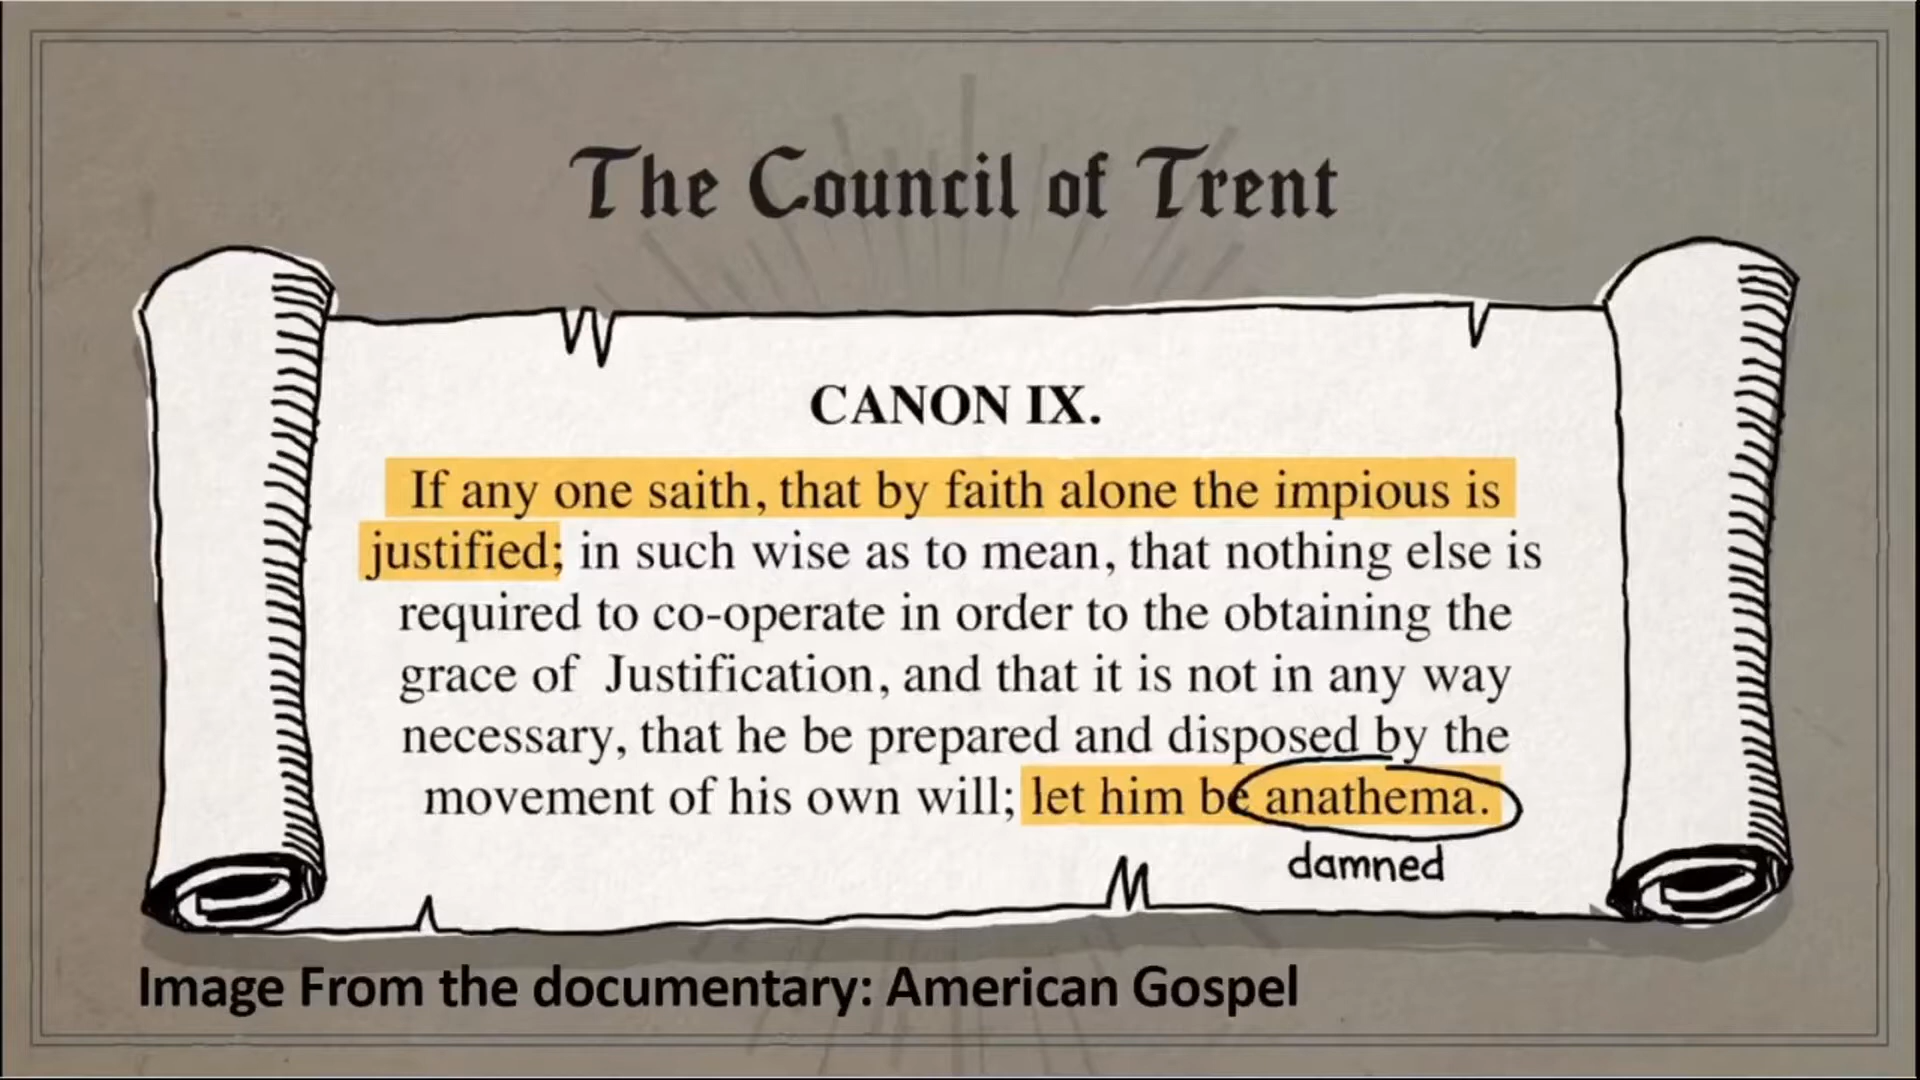 The Council of Trent
CANON IX.
If any one saith, that by faith alone the impious is
justified; in such wise as to mean, that nothing else is
required to co-operate in order to the obtaining the
grace of Justification, and that it is not in any way
necessary, that he be prepared and disposed by the
movement of his own will; let him be anathema.
damned
Image From the documentary: American Gospel